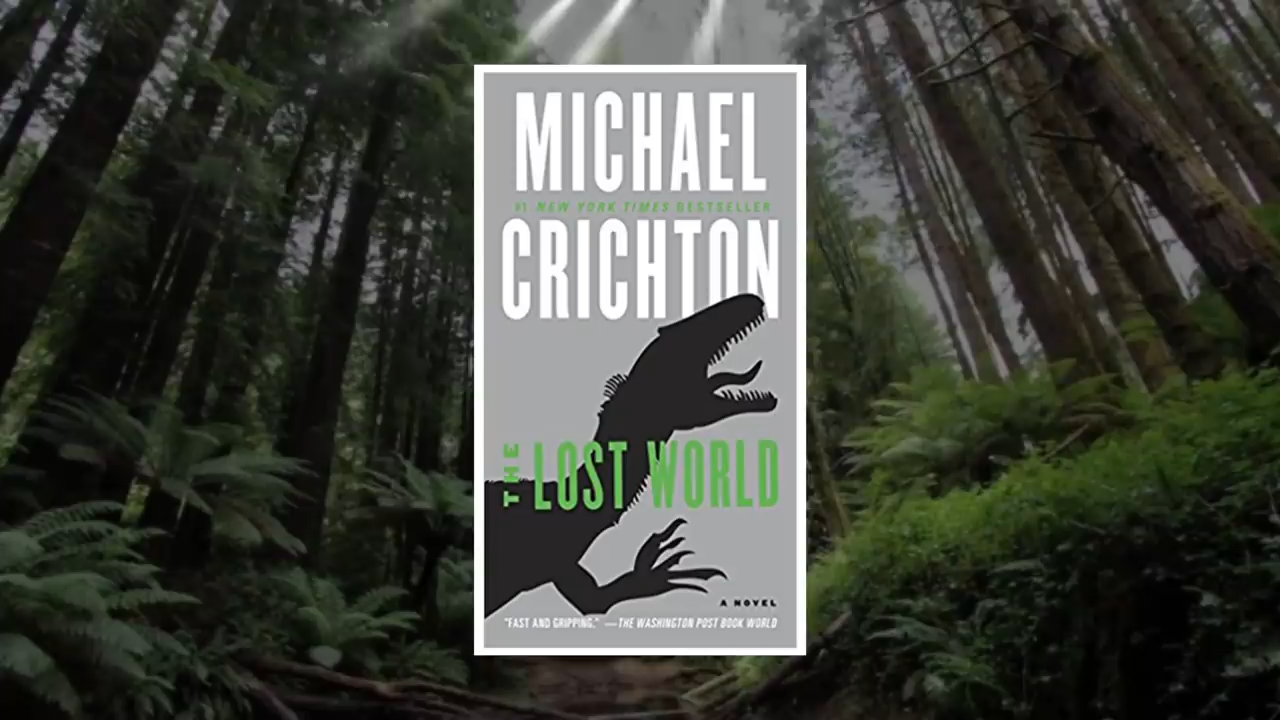 MICHAEL
#1 NEW YORK TIMES BESTSELLER
CRICHTON
THE LOST WORLD
A NOVEL
"FAST AND GRIPPING." —THE WASHINGTON POST BOOK WORLD